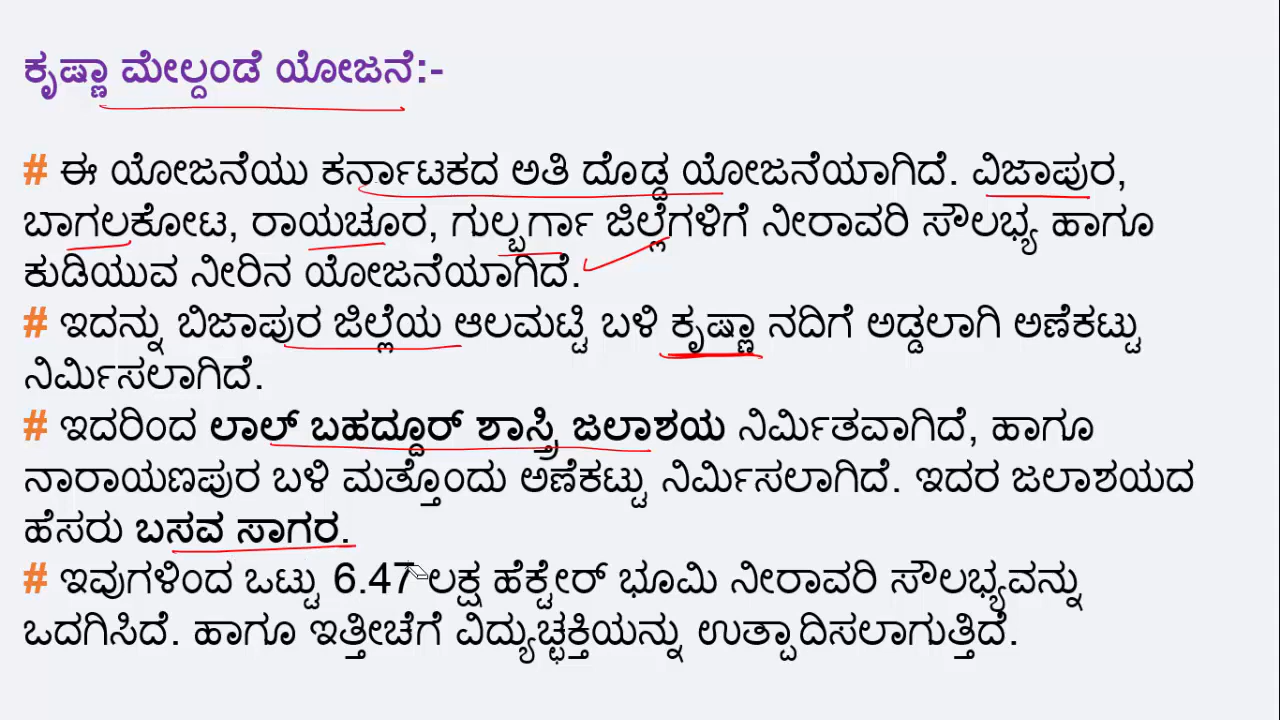 ಕೃಷ್ಣಾ ಮೇಲ್ದಂಡೆ ಯೋಜನೆ:-
# ಈ ಯೋಜನೆಯು ಕರ್ನಾಟಕದ ಅತಿ ದೊಡ್ಡ ಯೋಜನೆಯಾಗಿದೆ. ವಿಜಾಪುರ,
ಬಾಗಲಕೋಟ, ರಾಯಚೂರ, ಗುಲ್ಬರ್ಗಾ ಜಿಲ್ಲೆಗಳಿಗೆ ನೀರಾವರಿ ಸೌಲಭ್ಯ ಹಾಗೂ
ಕುಡಿಯುವ ನೀರಿನ ಯೋಜನೆಯಾಗಿದೆ.
# ಇದನ್ನು ಬಿಜಾಪುರ ಜಿಲ್ಲೆಯ ಆಲಮಟ್ಟಿ ಬಳಿ ಕೃಷ್ಣಾ ನದಿಗೆ ಅಡ್ಡಲಾಗಿ ಅಣೆಕಟ್ಟು
ನಿರ್ಮಿಸಲಾಗಿದೆ.
# ಇದರಿಂದ ಲಾಲ್ ಬಹದ್ದೂರ್ ಶಾಸ್ತ್ರಿ ಜಲಾಶಯ ನಿರ್ಮಿತವಾಗಿದೆ, ಹಾಗೂ
ನಾರಾಯಣಪುರ ಬಳಿ ಮತ್ತೊಂದು ಅಣೆಕಟ್ಟು ನಿರ್ಮಿಸಲಾಗಿದೆ. ಇದರ ಜಲಾಶಯದ
ಹೆಸರು ಬಸವ ಸಾಗರ.
# ಇವುಗಳಿಂದ ಒಟ್ಟು 6.47 ಲಕ್ಷ ಹೆಕ್ಟೇರ್ ಭೂಮಿ ನೀರಾವರಿ ಸೌಲಭ್ಯವನ್ನು
ಒದಗಿಸಿದೆ. ಹಾಗೂ ಇತ್ತೀಚೆಗೆ ವಿದ್ಯುಚ್ಛಕ್ತಿಯನ್ನು ಉತ್ಪಾದಿಸಲಾಗುತ್ತಿದೆ.